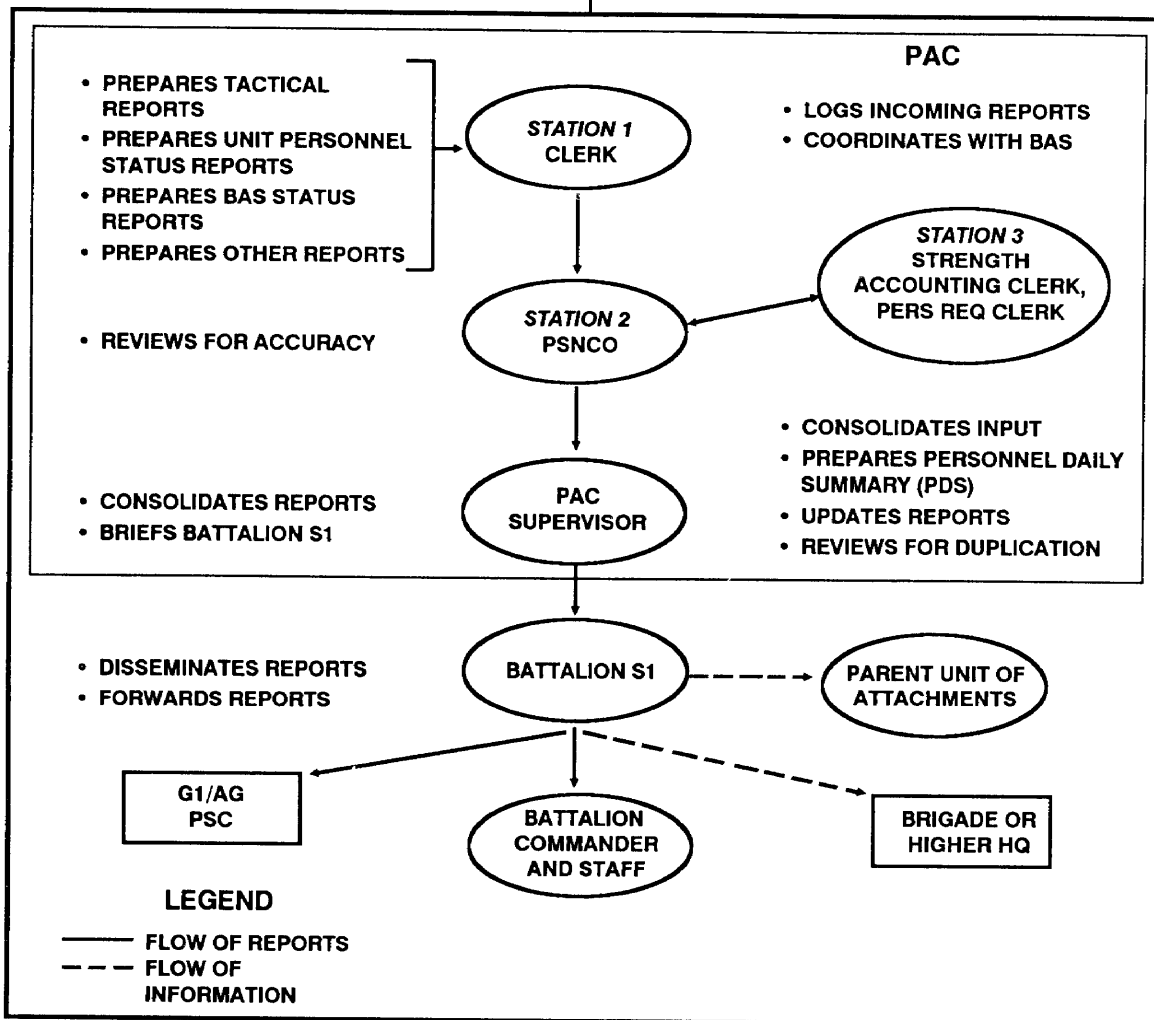 PAC
• PREPARES TACTICAL
REPORTS
• PREPARES UNIT PERSONNEL
STATUS REPORTS
• PREPARES BAS STATUS
REPORTS
• PREPARES OTHER REPORTS
STATION 1
CLERK
• LOGS INCOMING REPORTS
• COORDINATES WITH BAS
STATION 3
STRENGTH
ACCOUNTING CLERK,
PERS REQ CLERK
• REVIEWS FOR ACCURACY
STATION 2
PSNCO
• CONSOLIDATES INPUT
• PREPARES PERSONNEL DAILY
SUMMARY (PDS)
• UPDATES REPORTS
• REVIEWS FOR DUPLICATION
• CONSOLIDATES REPORTS
• BRIEFS BATTALION S1
PAC
SUPERVISOR
• DISSEMINATES REPORTS
• FORWARDS REPORTS
BATTALION S1
PARENT UNIT OF
ATTACHMENTS
G1/AG
PSC
BATTALION
COMMANDER
AND STAFF
BRIGADE OR
HIGHER HQ
LEGEND
FLOW OF REPORTS
FLOW OF
INFORMATION